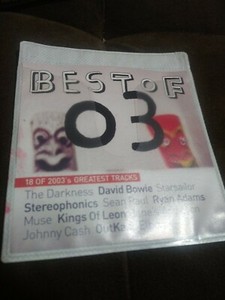 BEST OF
03
18 OF 2003's GREATEST TRACKS
The Darkness David Bowie Starsailor
Stereophonics Sean Paul Ryan Adams
Muse Kings Of Leon
Johnny Cash OutKast